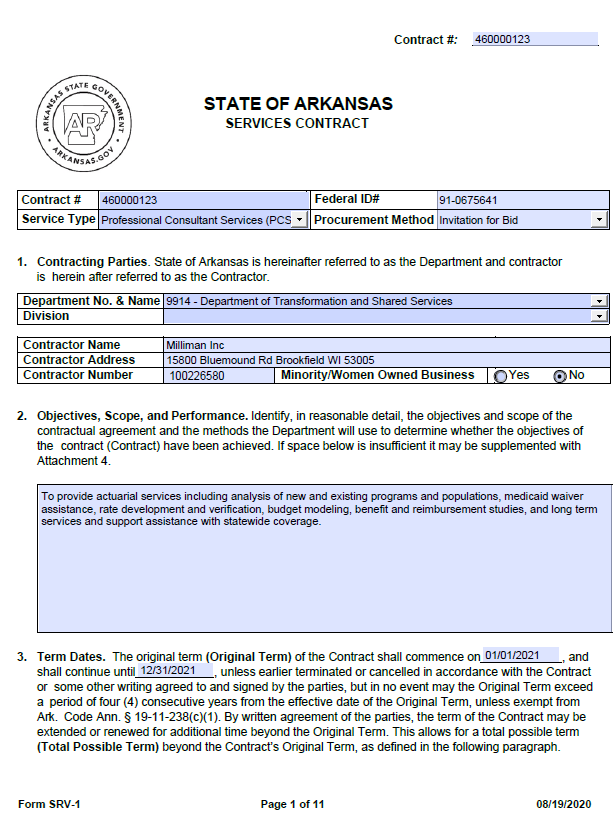 Contract #: 460000123
ARKANSAS STATE GOVERNMENT
AR
ARKANSAS.GOV
STATE OF ARKANSAS
SERVICES CONTRACT
Contract # 460000123 Federal ID# 91-0675641
Service Type Professional Consultant Services (PCS Procurement Method Invitation for Bid
1. Contracting Parties. State of Arkansas is hereinafter referred to as the Department and contractor
is herein after referred to as the Contractor.
Department No. & Name 9914 - Department of Transformation and Shared Services
Division
Contractor Name Milliman Inc
Contractor Address 15800 Bluemound Rd Brookfield WI 53005
Contractor Number 100226580 Minority/Women Owned Business Yes No
2. Objectives, Scope, and Performance. Identify, in reasonable detail, the objectives and scope of the
contractual agreement and the methods the Department will use to determine whether the objectives of
the contract (Contract) have been achieved. If space below is insufficient it may be supplemented with
Attachment 4.
To provide actuarial services including analysis of new and existing programs and populations, medicaid waiver
assistance, rate development and verification, budget modeling, benefit and reimbursement studies, and long term
services and support assistance with statewide coverage.
3. Term Dates. The original term (Original Term) of the Contract shall commence on 01/01/2021, and
shall continue until 12/31/2021, unless earlier terminated or cancelled in accordance with the Contract
or some other writing agreed to and signed by the parties, but in no event may the Original Term exceed
a period of four (4) consecutive years from the effective date of the Original Term, unless exempt from
Ark. Code Ann. § 19-11-238(c)(1). By written agreement of the parties, the term of the Contract may be
extended or renewed for additional time beyond the Original Term. This allows for a total possible term
(Total Possible Term) beyond the Contract's Original Term, as defined in the following paragraph.
Form SRV-1 Page 1 of 11 08/19/2020